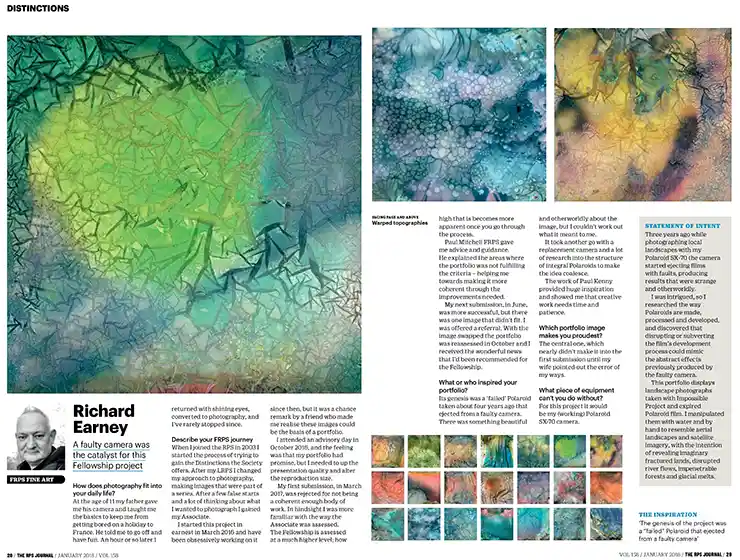 DISTINCTIONS
Richard
Earney
A faulty camera was
the catalyst for this
Fellowship project
FRPS FINE ART
How does photography fit into
your daily life?
At the age of 11 my father gave
me his camera and taught me
the basics to keep me from
getting bored on a holiday to
France. He told me to go off and
have fun. An hour or so later I
returned with shining eyes,
converted to photography, and
I've rarely stopped since.
Describe your FRPS journey
When I joined the RPS in 2003 I
started the process of trying to
gain the Distinctions the Society
offers. After my LRPS I changed
my approach to photography,
making images that were part of
a series. After a few false starts
and a lot of thinking about what
I wanted to photograph I gained
my Associate.
I started this project in
earnest in March 2015 and have
been obsessively working on it
since then, but it was a chance
remark by a friend who made
me realise these images could
be the basis of a portfolio.
I attended an advisory day in
October 2016, and the feeling
was that my portfolio had
promise, but I needed to up the
presentation quality and alter
the reproduction size.
My first submission, in March
2017, was rejected for not being
a coherent enough body of
work. In hindsight I was more
familiar with the way the
Associate was assessed.
The Fellowship is assessed
at a much higher level, how
20 / THE RPS JOURNAL / JANUARY 2018 / VOL 158
FACING PAGE AND ABOVE
Warped topographies
high that is becomes more
apparent once you go through
the process.
Paul Mitchell FRPS gave
me advice and guidance.
He explained the areas where
the portfolio was not fulfilling
the criteria – helping me
towards making it more
coherent through the
improvements needed.
My next submission, in June,
was more successful, but there
was one image that didn't fit. I
was offered a referral. With the
image swapped the portfolio
was reassessed in October and I
received the wonderful news
that I'd been recommended for
the Fellowship.
What or who inspired your
portfolio?
Its genesis was a 'failed' Polaroid
taken about four years ago that
ejected from a faulty camera.
There was something beautiful
and otherworldly about the
image, but I couldn't work out
what it meant to me.
It took another go with a
replacement camera and a lot
of research into the structure
of integral Polaroids to make
the idea coalesce.
The work of Paul Kenny
provided huge inspiration
and showed me that creative
work needs time and
patience.
Which portfolio image
makes you proudest?
The central one, which
nearly didn't make it into the
first submission until my
wife pointed out the error of
my ways.
What piece of equipment
can't you do without?
For this project it would
be my (working) Polaroid
SX-70 camera.
STATEMENT OF INTENT
Three years ago while
photographing local
landscapes with my
Polaroid SX-70 the camera
started ejecting films
with faults, producing
results that were strange
and otherworldly.
I was intrigued, so I
researched the way
Polaroids are made,
processed and developed,
and discovered that
disrupting or subverting
the film's development
process could mimic
the abstract effects
previously produced by
the faulty camera.
This portfolio displays
landscape photographs
taken with Impossible
Project and expired
Polaroid film. I manipulated
them with water and by
hand to resemble aerial
landscapes and satellite
imagery, with the intention
of revealing imaginary
fractured lands, disrupted
river flows, impenetrable
forests and glacial melts.
THE INSPIRATION
'The genesis of the project was
a "failed" Polaroid that ejected
from a faulty camera'
VOL 158 / JANUARY 2018 / THE RPS JOURNAL / 21